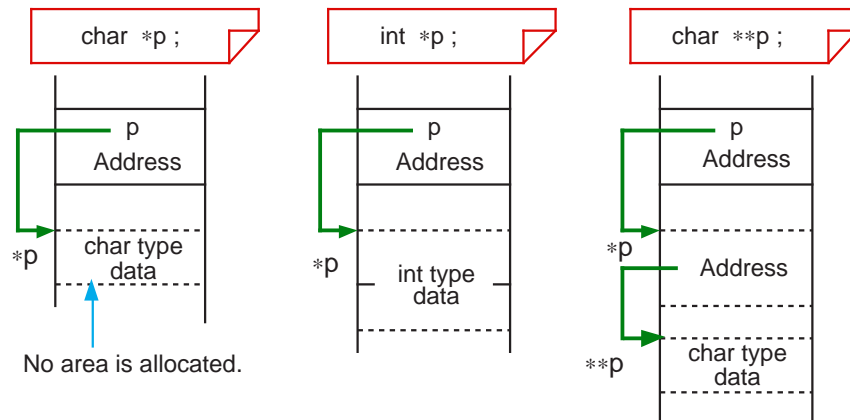 char *p ;
p
Address
*p
char type
data
No area is allocated.
int *p ;
p
Address
*p
int type
data
char **p ;
p
Address
*p
Address
**p
char type
data